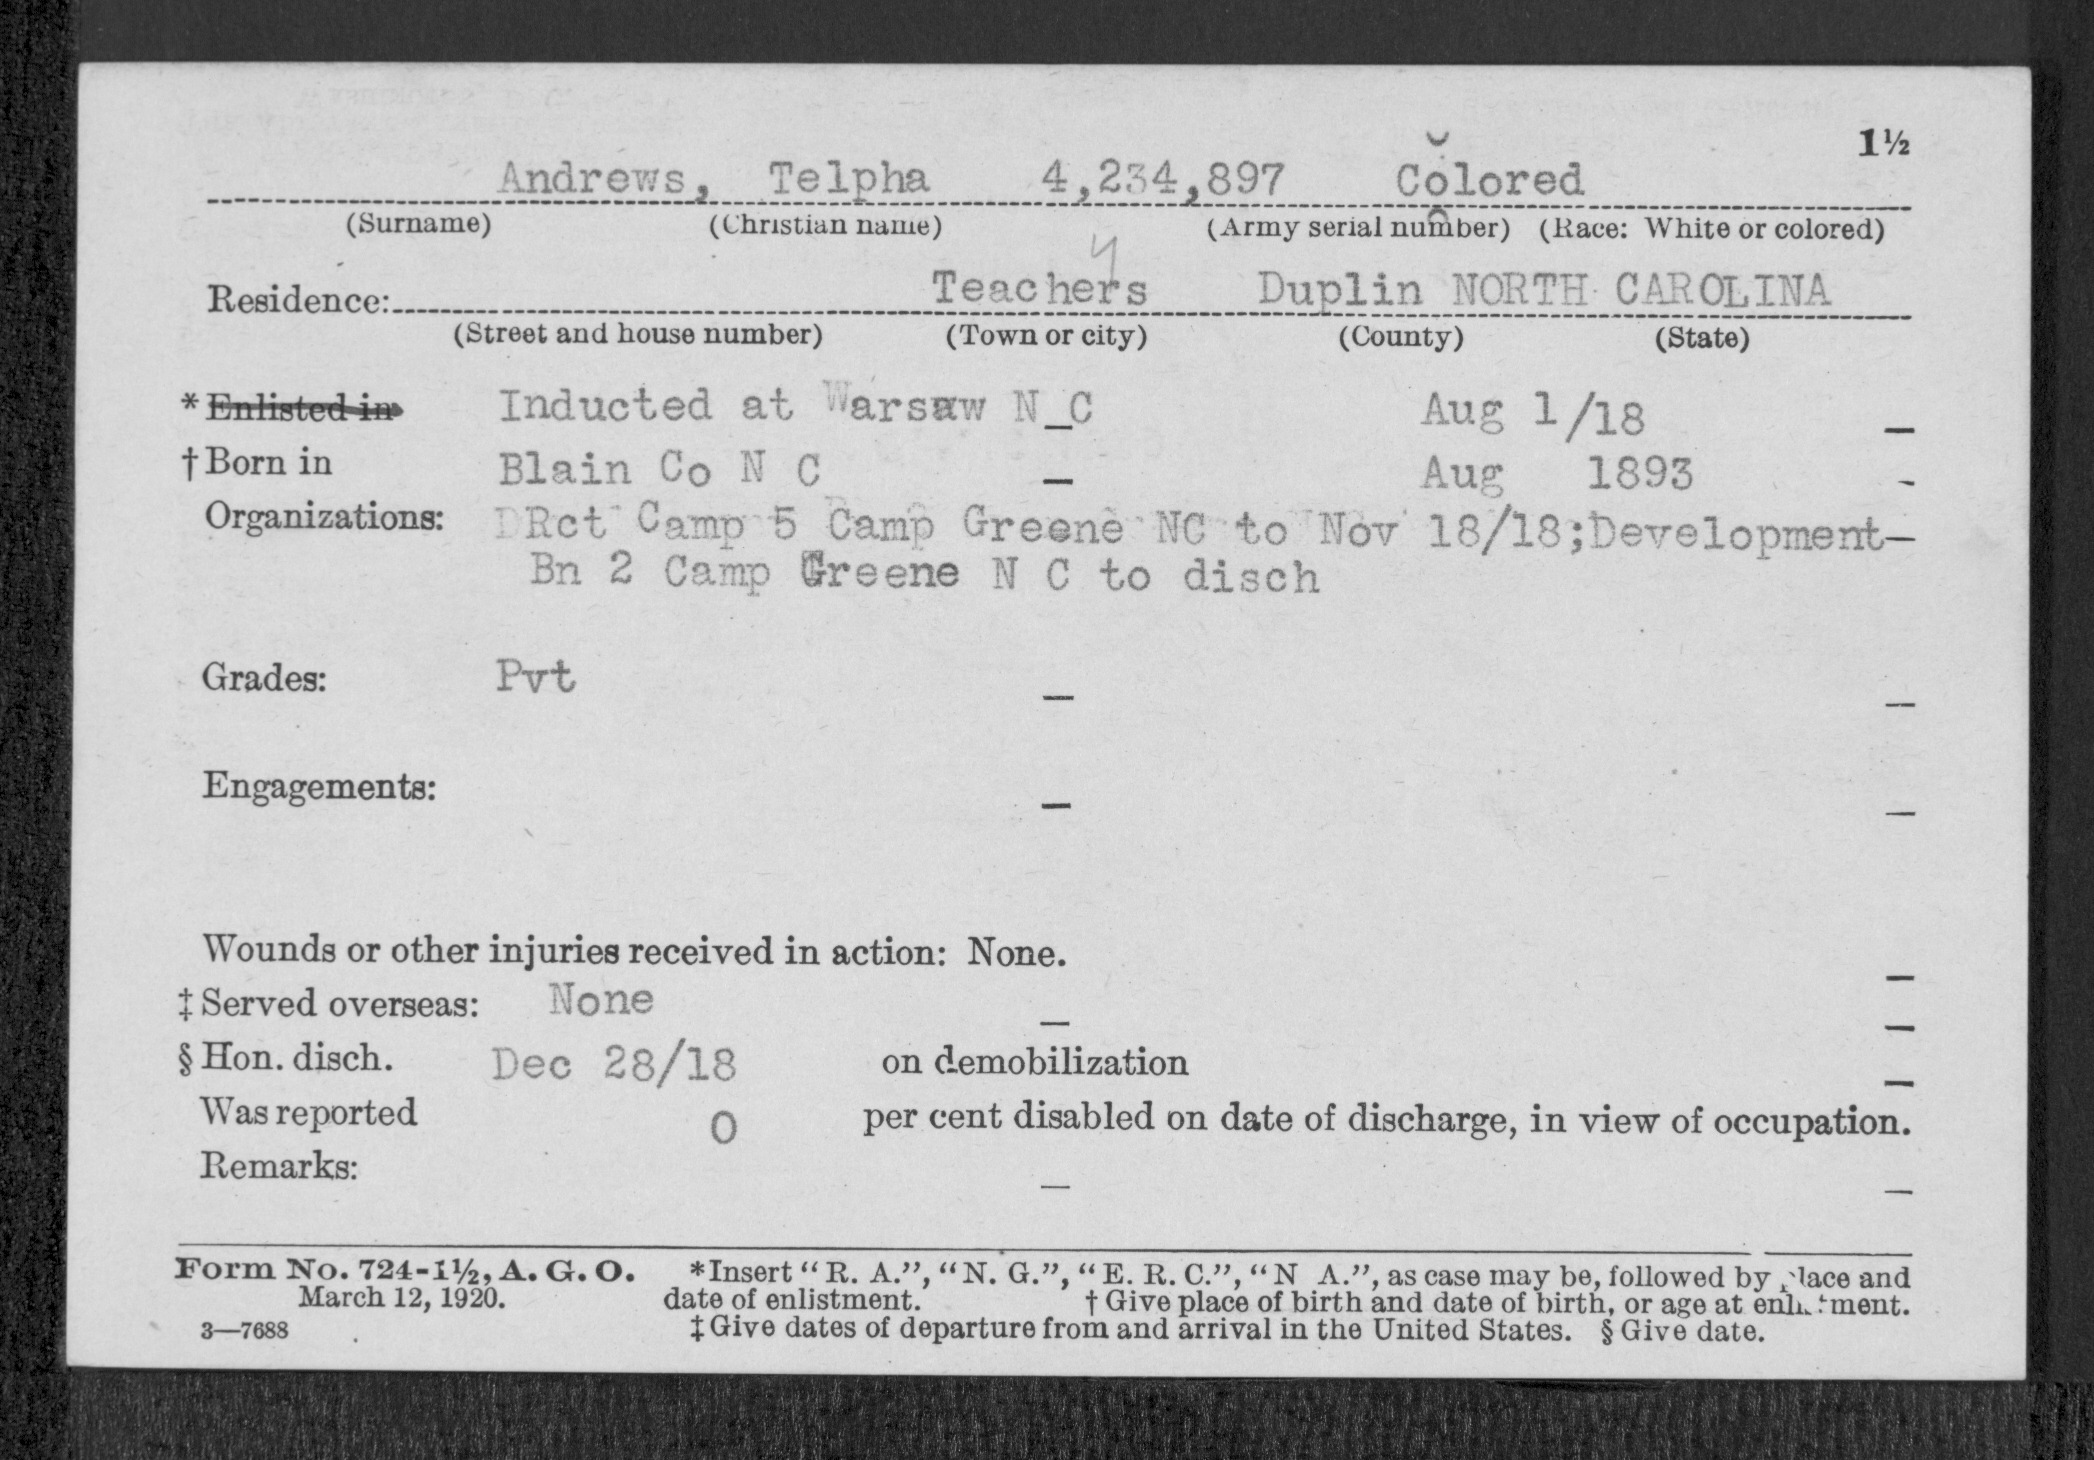 1½
Andrews, Telpha 4,234,897 Colored
(Surname) (Christian name) (Army serial number) (Race: White or colored)
Residence: Teachers Duplin NORTH CAROLINA
(Street and house number) (Town or city) (County) (State)
* Enlisted in Inducted at Warsaw N_C Aug 1/18 –
† Born in Blain Co N C – Aug 1893 -
Organizations: DRct Camp 5 Camp Greene NC to Nov 18/18;Development–
Bn 2 Camp Greene N C to disch
Grades: Pvt – –
Engagements: – –
Wounds or other injuries received in action: None. –
‡ Served overseas: None – –
§ Hon. disch. Dec 28/18 on demobilization –
Was reported 0 per cent disabled on date of discharge, in view of occupation.
Remarks: – –
Form No. 724-1½, A. G. O. *Insert "R. A.", "N. G.", "E. R. C.", "N A.", as case may be, followed by place and
March 12, 1920. date of enlistment. † Give place of birth and date of birth, or age at enlistment.
3—7688 ‡ Give dates of departure from and arrival in the United States. § Give date.